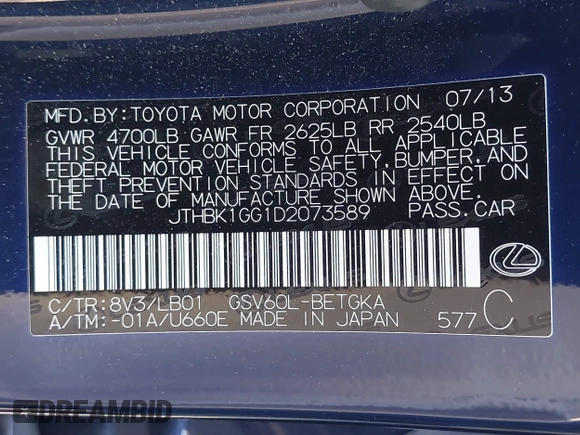 MFD.BY:TOYOTA MOTOR CORPORATION 07/13
GVWR 4700LB GAWR FR 2625LB RR 2540LB
THIS VEHICLE CONFORMS TO ALL APPLICABLE
FEDERAL MOTOR VEHICLE SAFETY,BUMPER,AND
THEFT PREVENTION STANDARDS IN EFFECT ON
THE DATE OF MANUFACTURE SHOWN ABOVE.
JTHBK1GG1D2073589 PASS.CAR
C/TR:8V3/LB01 GSV60L-BETGKA
A/TM:-01A/U660E MADE IN JAPAN 577 C
DREAMBID